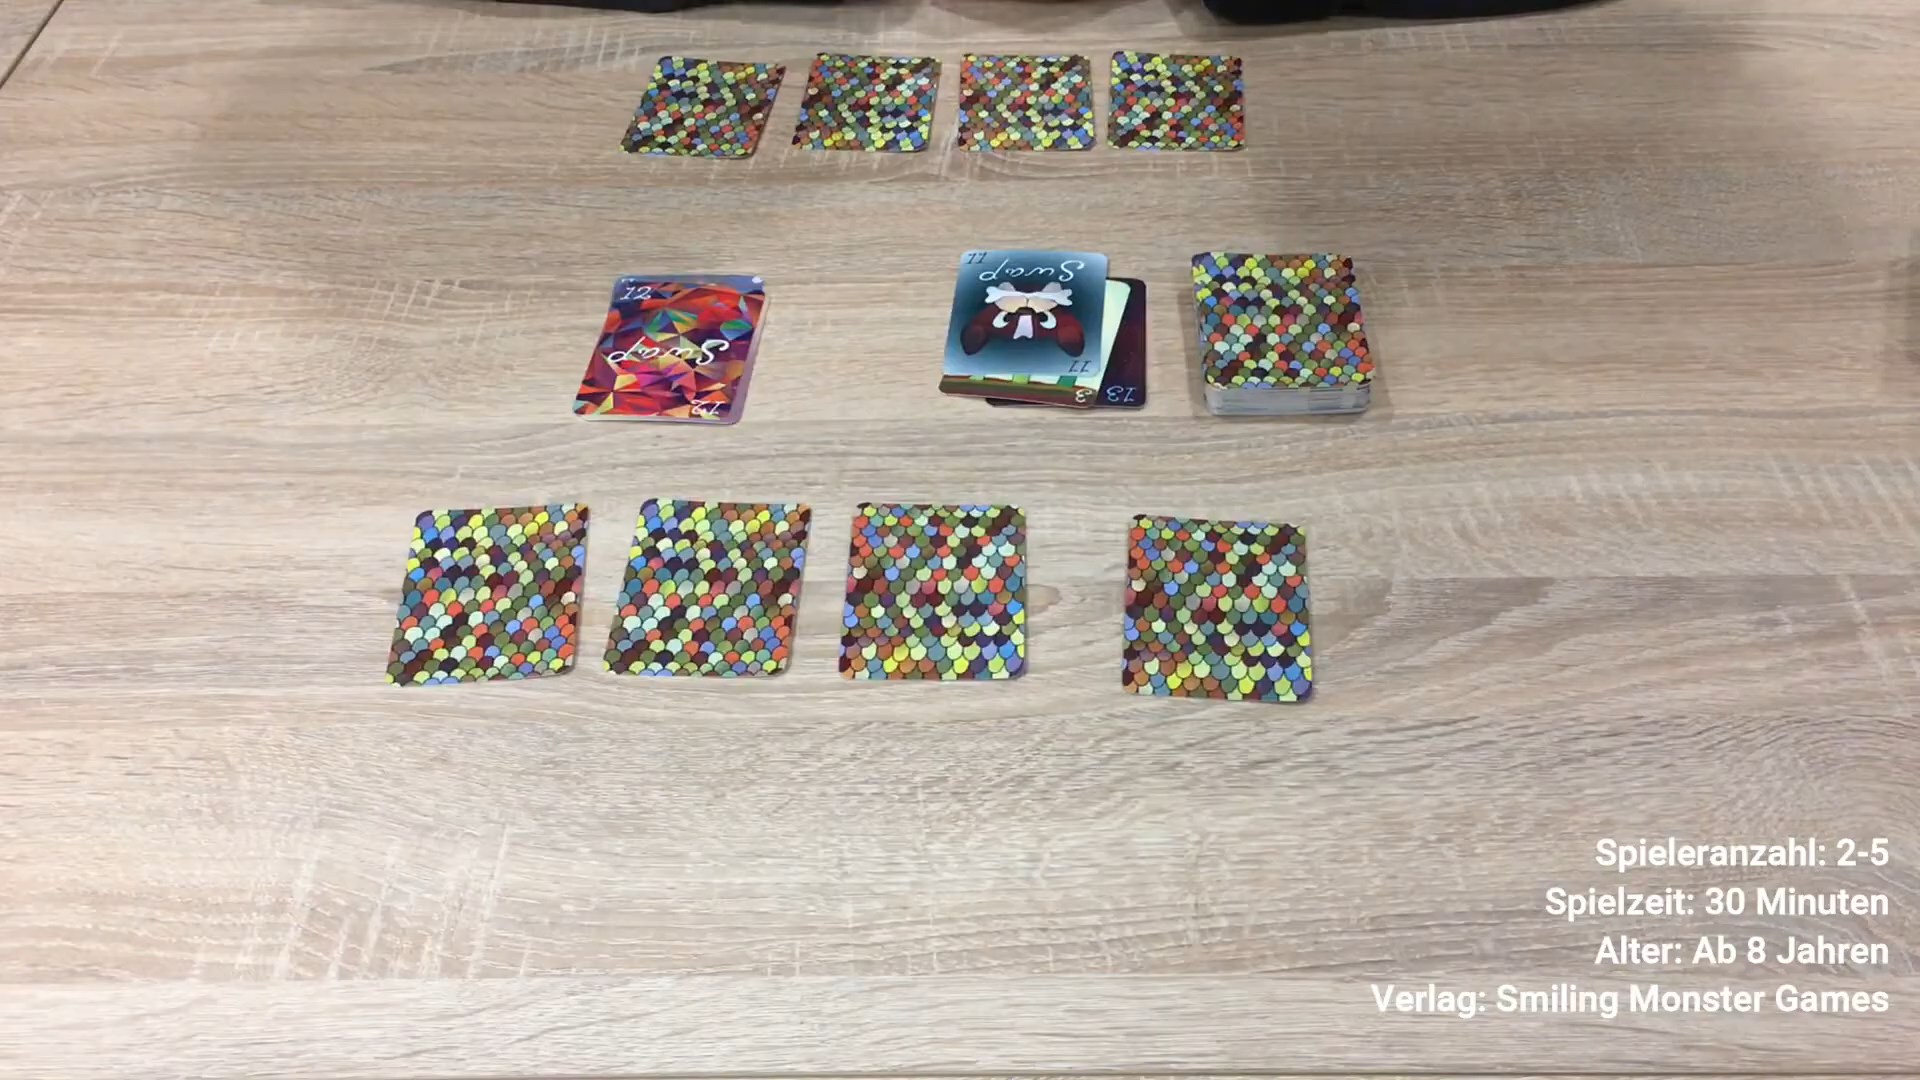 12
Swap
12
11
Swap
11
3
13
Spieleranzahl: 2-5
Spielzeit: 30 Minuten
Alter: Ab 8 Jahren
Verlag: Smiling Monster Games